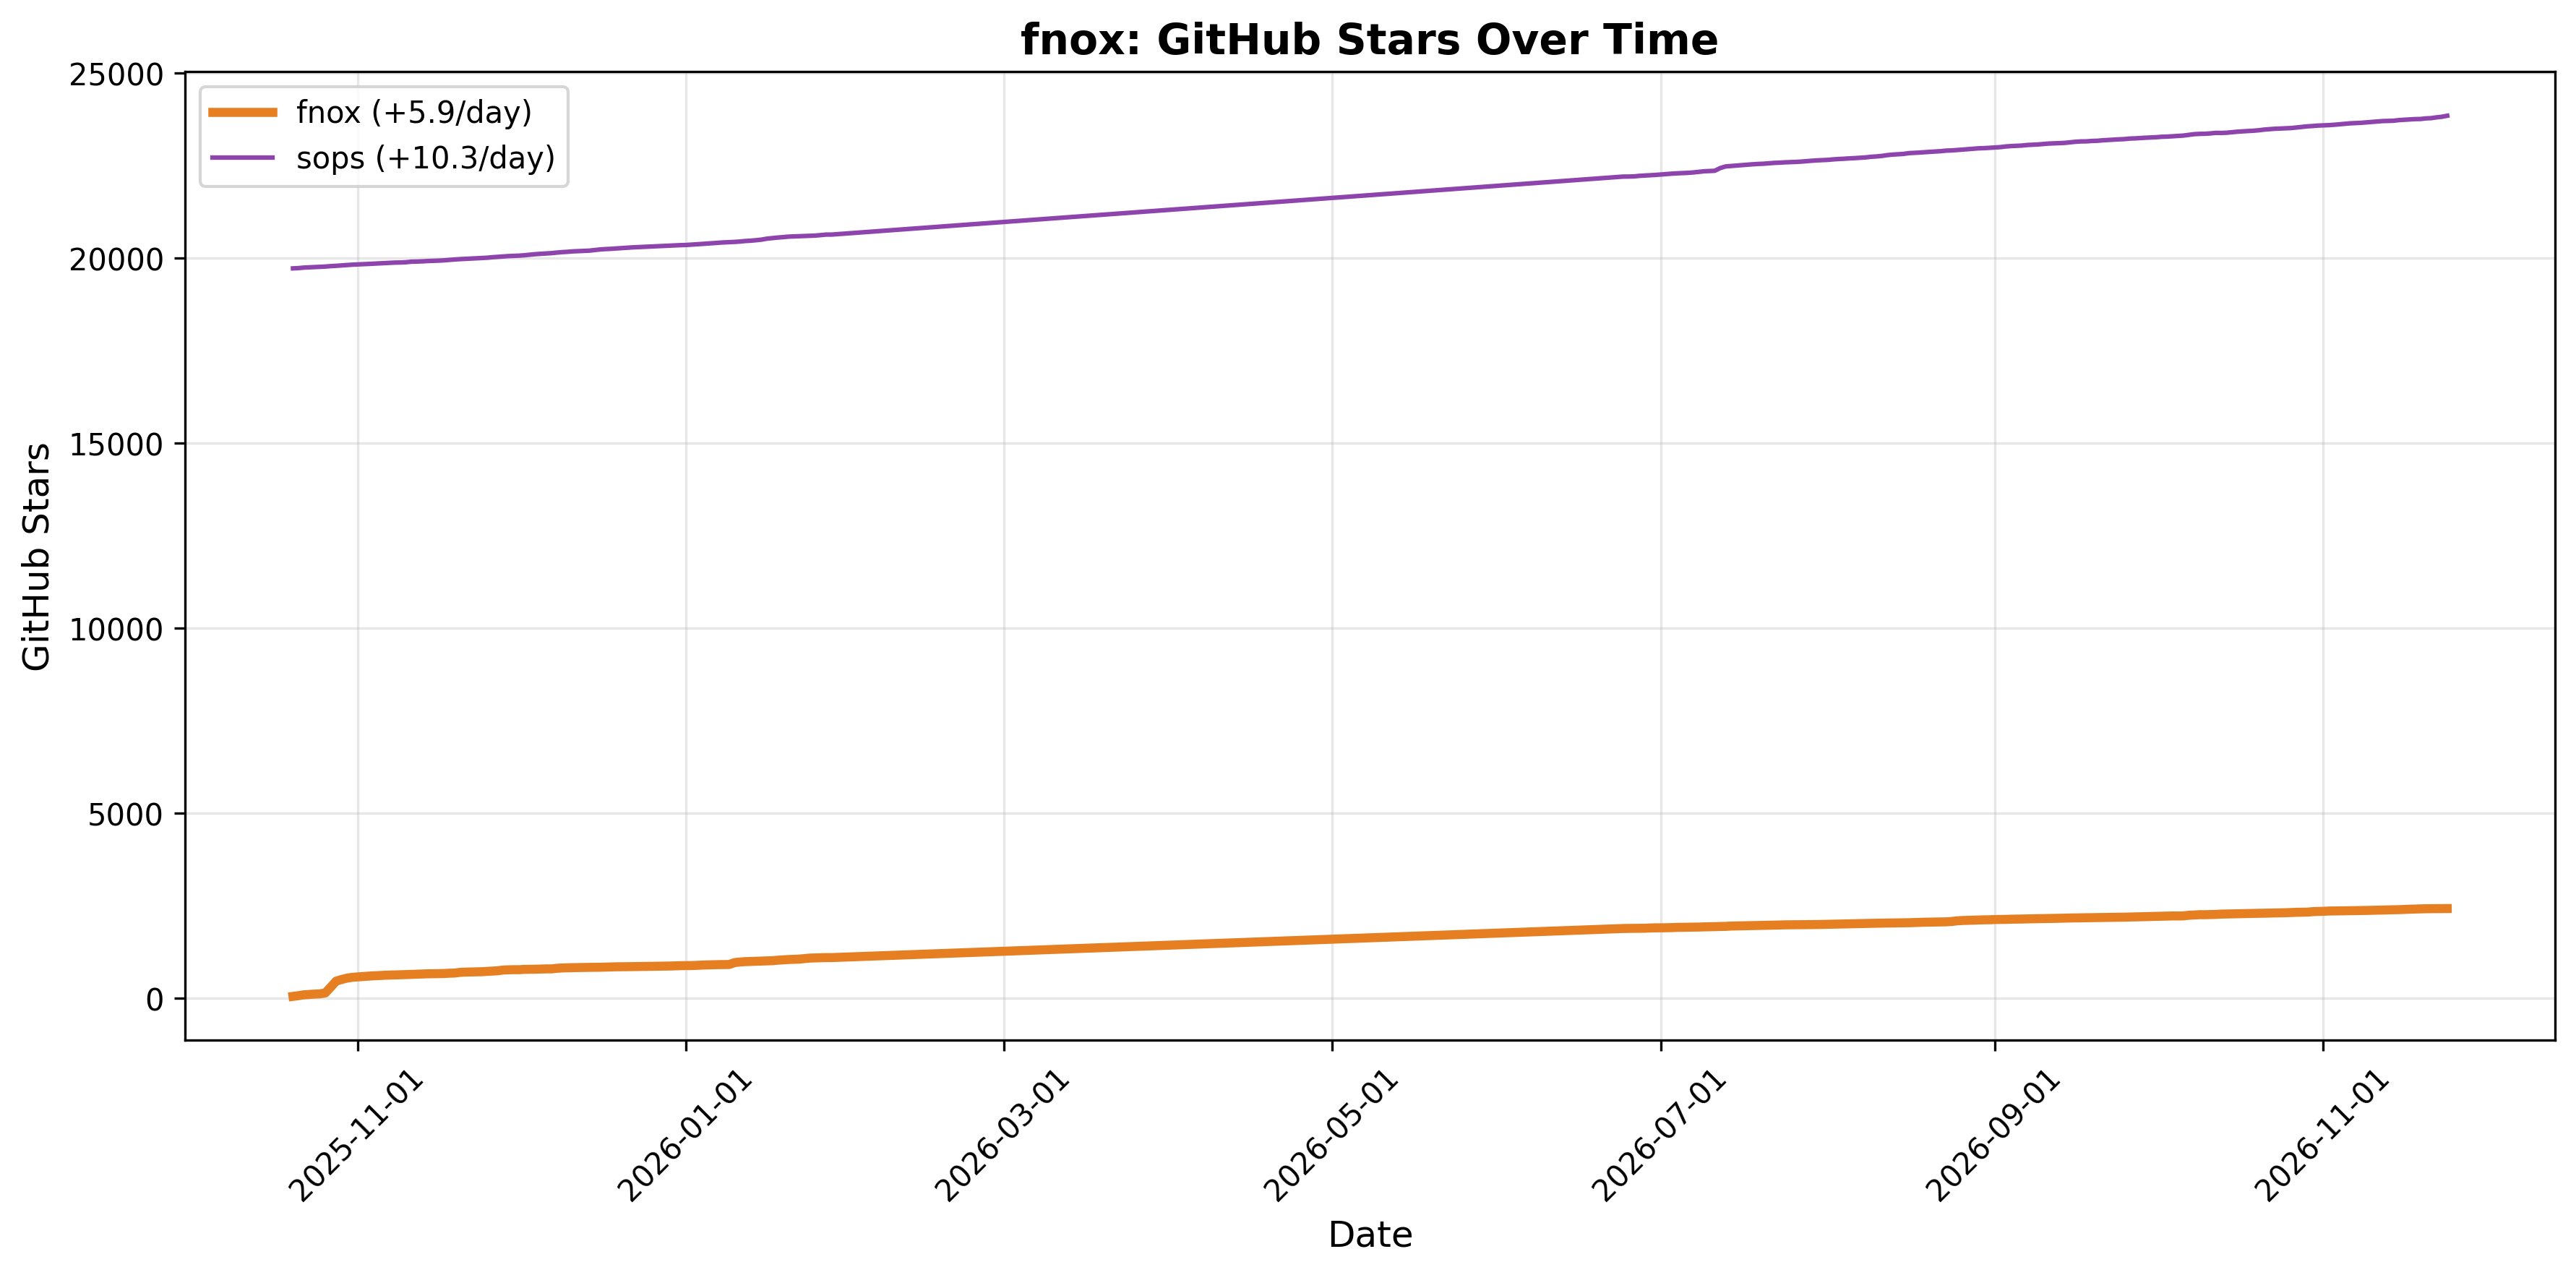 fnox: GitHub Stars Over Time
fnox (+5.9/day)
sops (+10.3/day)
GitHub Stars
25000
20000
15000
10000
5000
0
2025-11-01
2026-01-01
2026-03-01
2026-05-01
2026-07-01
2026-09-01
2026-11-01
Date